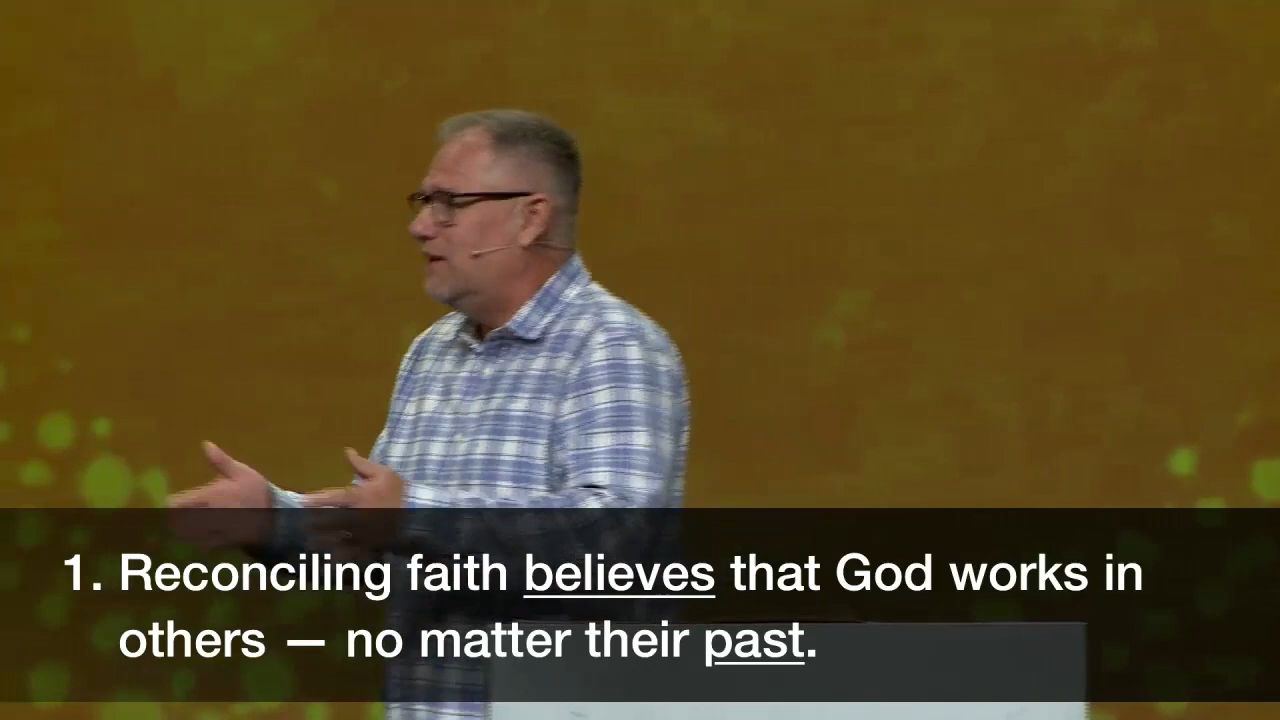 1. Reconciling faith believes that God works in
others — no matter their past.